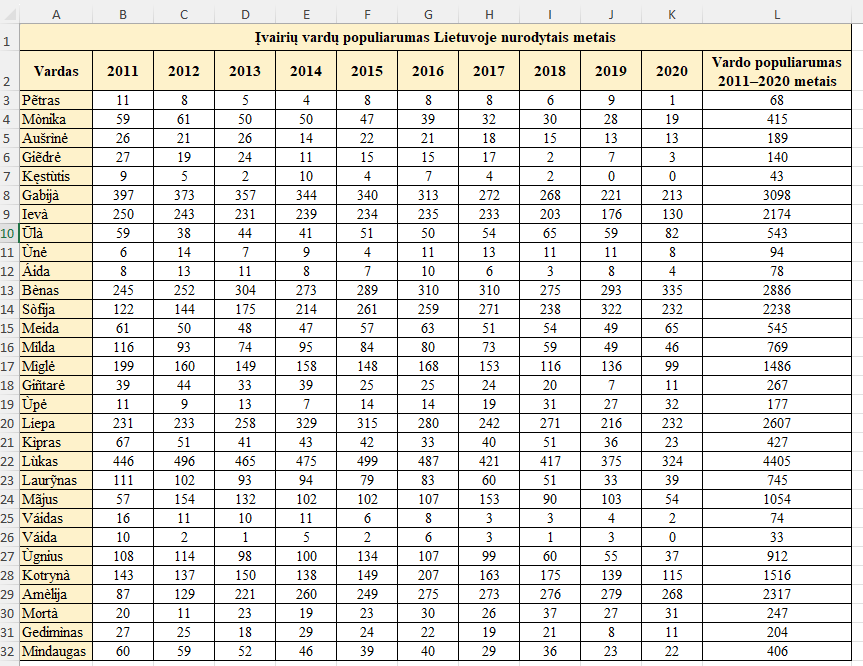 A B C D E F G H I J K L
1 Įvairių vardų populiarumas Lietuvoje nurodytais metais
2 Vardas 2011 2012 2013 2014 2015 2016 2017 2018 2019 2020 Vardo populiarumas 2011–2020 metais
3 Pẽtras 11 8 5 4 8 8 8 6 9 1 68
4 Mònika 59 61 50 50 47 39 32 30 28 19 415
5 Aušrinė 26 21 26 14 22 21 18 15 13 13 189
6 Giẽdrė 27 19 24 11 15 15 17 2 7 3 140
7 Kęstùtis 9 5 2 10 4 7 4 2 0 0 43
8 Gabijà 397 373 357 344 340 313 272 268 221 213 3098
9 Ievà 250 243 231 239 234 235 233 203 176 130 2174
10 Ūlà 59 38 44 41 51 50 54 65 59 82 543
11 Ùnė 6 14 7 9 4 11 13 11 11 8 94
12 Áida 8 13 11 8 7 10 6 3 8 4 78
13 Bènas 245 252 304 273 289 310 310 275 293 335 2886
14 Sòfija 122 144 175 214 261 259 271 238 322 232 2238
15 Meida 61 50 48 47 57 63 51 54 49 65 545
16 Milda 116 93 74 95 84 80 73 59 49 46 769
17 Miglė 199 160 149 158 148 168 153 116 136 99 1486
18 Giñtarė 39 44 33 39 25 25 24 20 7 11 267
19 Ùpė 11 9 13 7 14 14 19 31 27 32 177
20 Liepa 231 233 258 329 315 280 242 271 216 232 2607
21 Kipras 67 51 41 43 42 33 40 51 36 23 427
22 Lùkas 446 496 465 475 499 487 421 417 375 324 4405
23 Laurỹnas 111 102 93 94 79 83 60 51 33 39 745
24 Mãjus 57 154 132 102 102 107 153 90 103 54 1054
25 Váidas 16 11 10 11 6 8 3 3 4 2 74
26 Váida 10 2 1 5 2 6 3 1 3 0 33
27 Ùgnius 108 114 98 100 134 107 99 60 55 37 912
28 Kotrynà 143 137 150 138 149 207 163 175 139 115 1516
29 Amèlija 87 129 221 260 249 275 273 276 279 268 2317
30 Mortà 20 11 23 19 23 30 26 37 27 31 247
31 Gediminas 27 25 18 29 24 22 19 21 8 11 204
32 Mindaugas 60 59 52 46 39 40 29 36 23 22 406